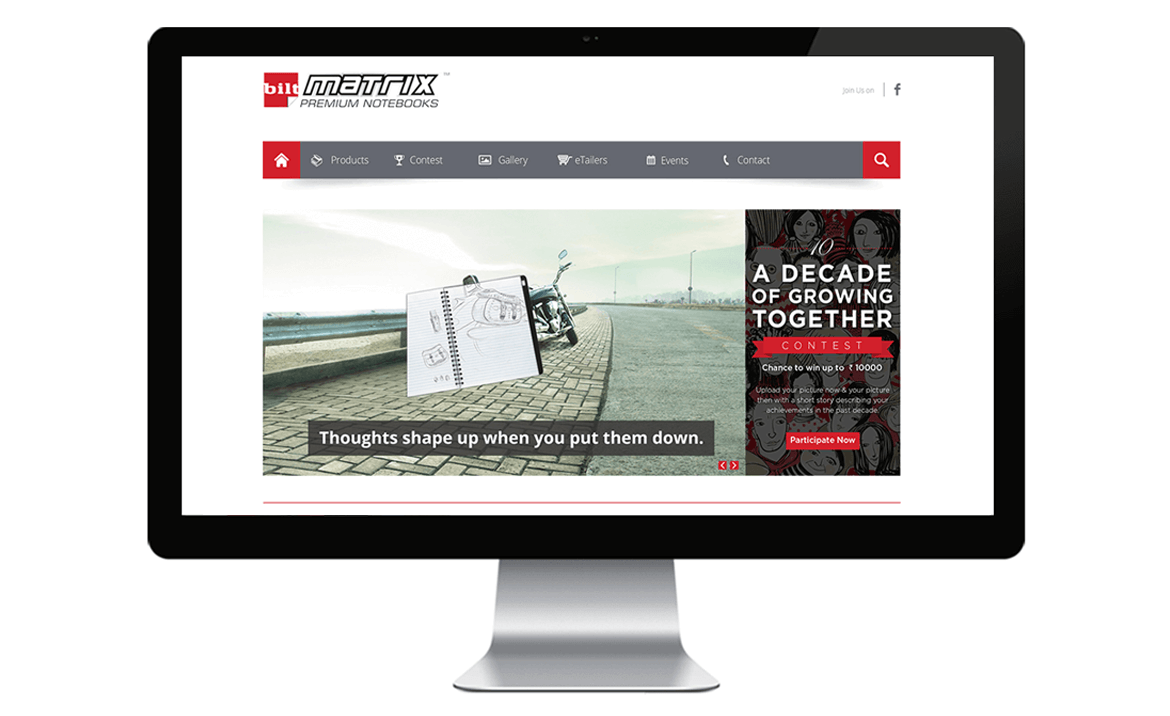 bilt MATRIX ™
PREMIUM NOTEBOOKS
Join Us on
Products Contest Gallery eTailers Events Contact
10
A DECADE
OF GROWING
TOGETHER
CONTEST
Chance to win up to ₹ 10000
Upload your picture now & your picture
then with a short story describing your
achievements in the past decade.
Participate Now
Thoughts shape up when you put them down.